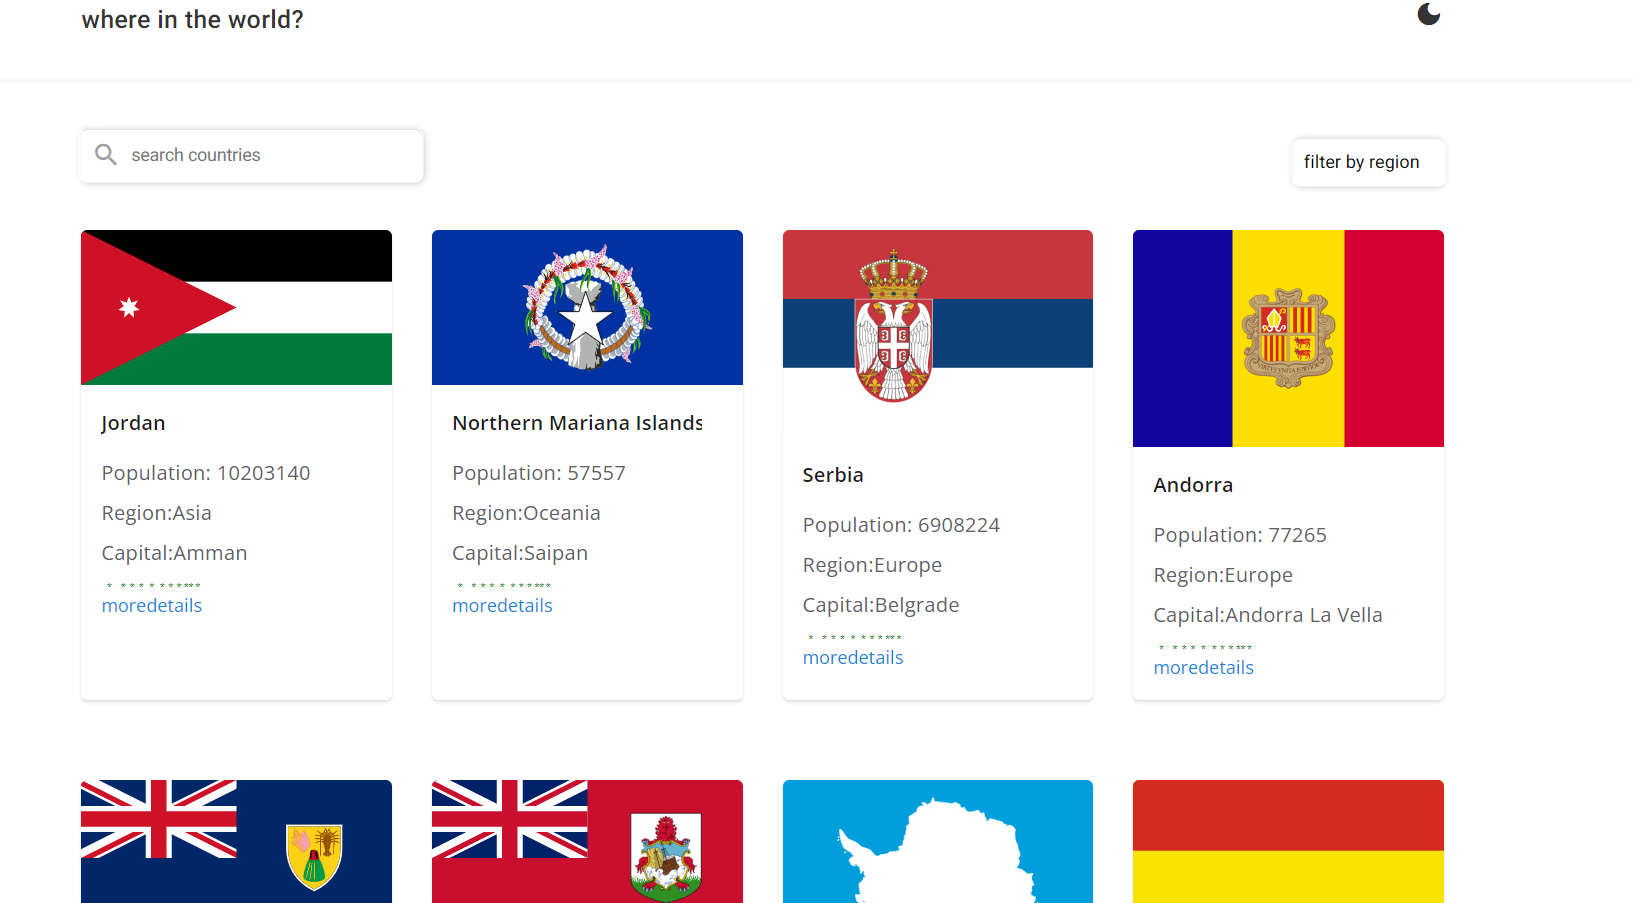 where in the world?
search countries
filter by region
Jordan
Population: 10203140
Region:Asia
Capital:Amman
moredetails
Northern Mariana Islands
Population: 57557
Region:Oceania
Capital:Saipan
moredetails
Serbia
Population: 6908224
Region:Europe
Capital:Belgrade
moredetails
Andorra
Population: 77265
Region:Europe
Capital:Andorra La Vella
moredetails